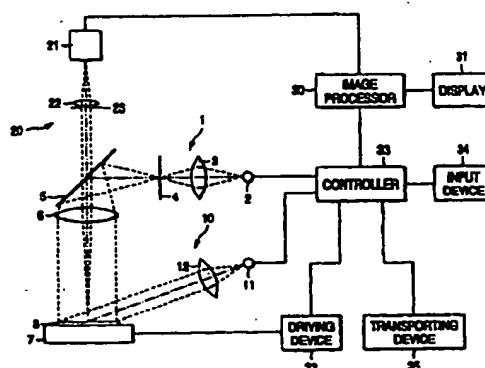 21
31
30
IMAGE
PROCESSOR
DISPLAY
22
23
20
1
3
33
34
CONTROLLER
INPUT
DEVICE
5
4
2
6
10
12
11
8
7
DRIVING
DEVICE
TRANSPORTING
DEVICE
32
35